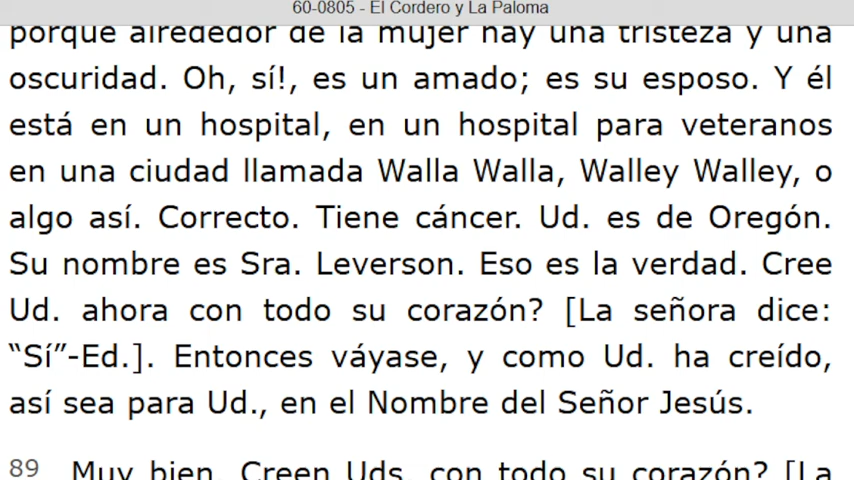 60-0805 - El Cordero y La Paloma
porque alrededor de la mujer hay una tristeza y una
oscuridad. Oh, sí!, es un amado; es su esposo. Y él
está en un hospital, en un hospital para veteranos
en una ciudad llamada Walla Walla, Walley Walley, o
algo así. Correcto. Tiene cáncer. Ud. es de Oregón.
Su nombre es Sra. Leverson. Eso es la verdad. Cree
Ud. ahora con todo su corazón? [La señora dice:
“Sí”-Ed.]. Entonces váyase, y como Ud. ha creído,
así sea para Ud., en el Nombre del Señor Jesús.
89 Muy bien. Creen Uds. con todo su corazón? [La